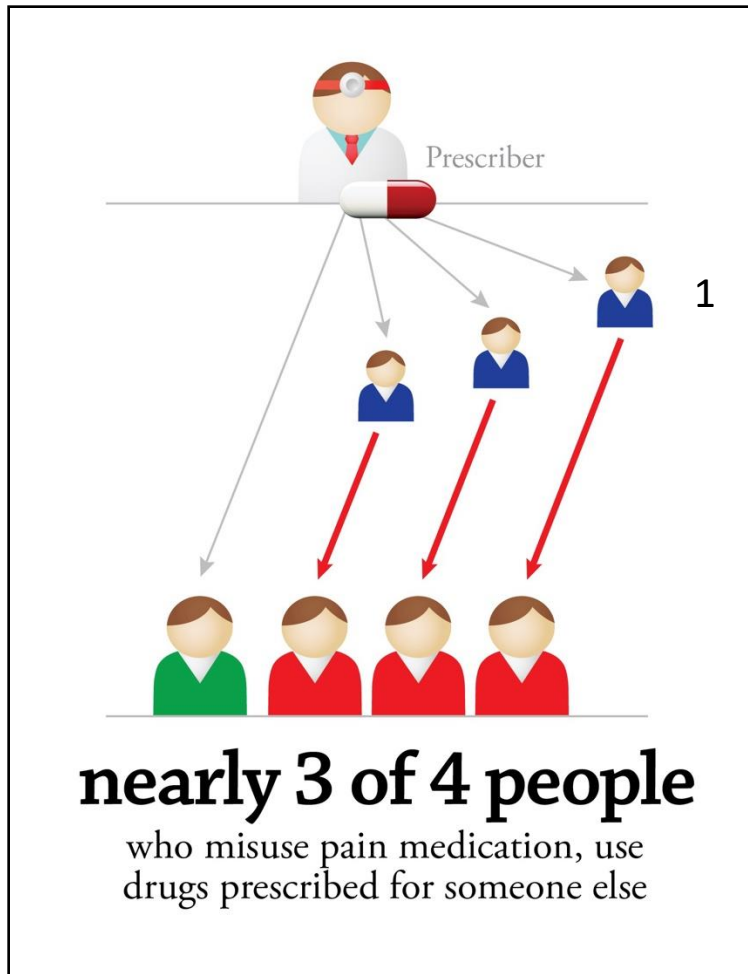 Prescriber
1
nearly 3 of 4 people
who misuse pain medication, use
drugs prescribed for someone else